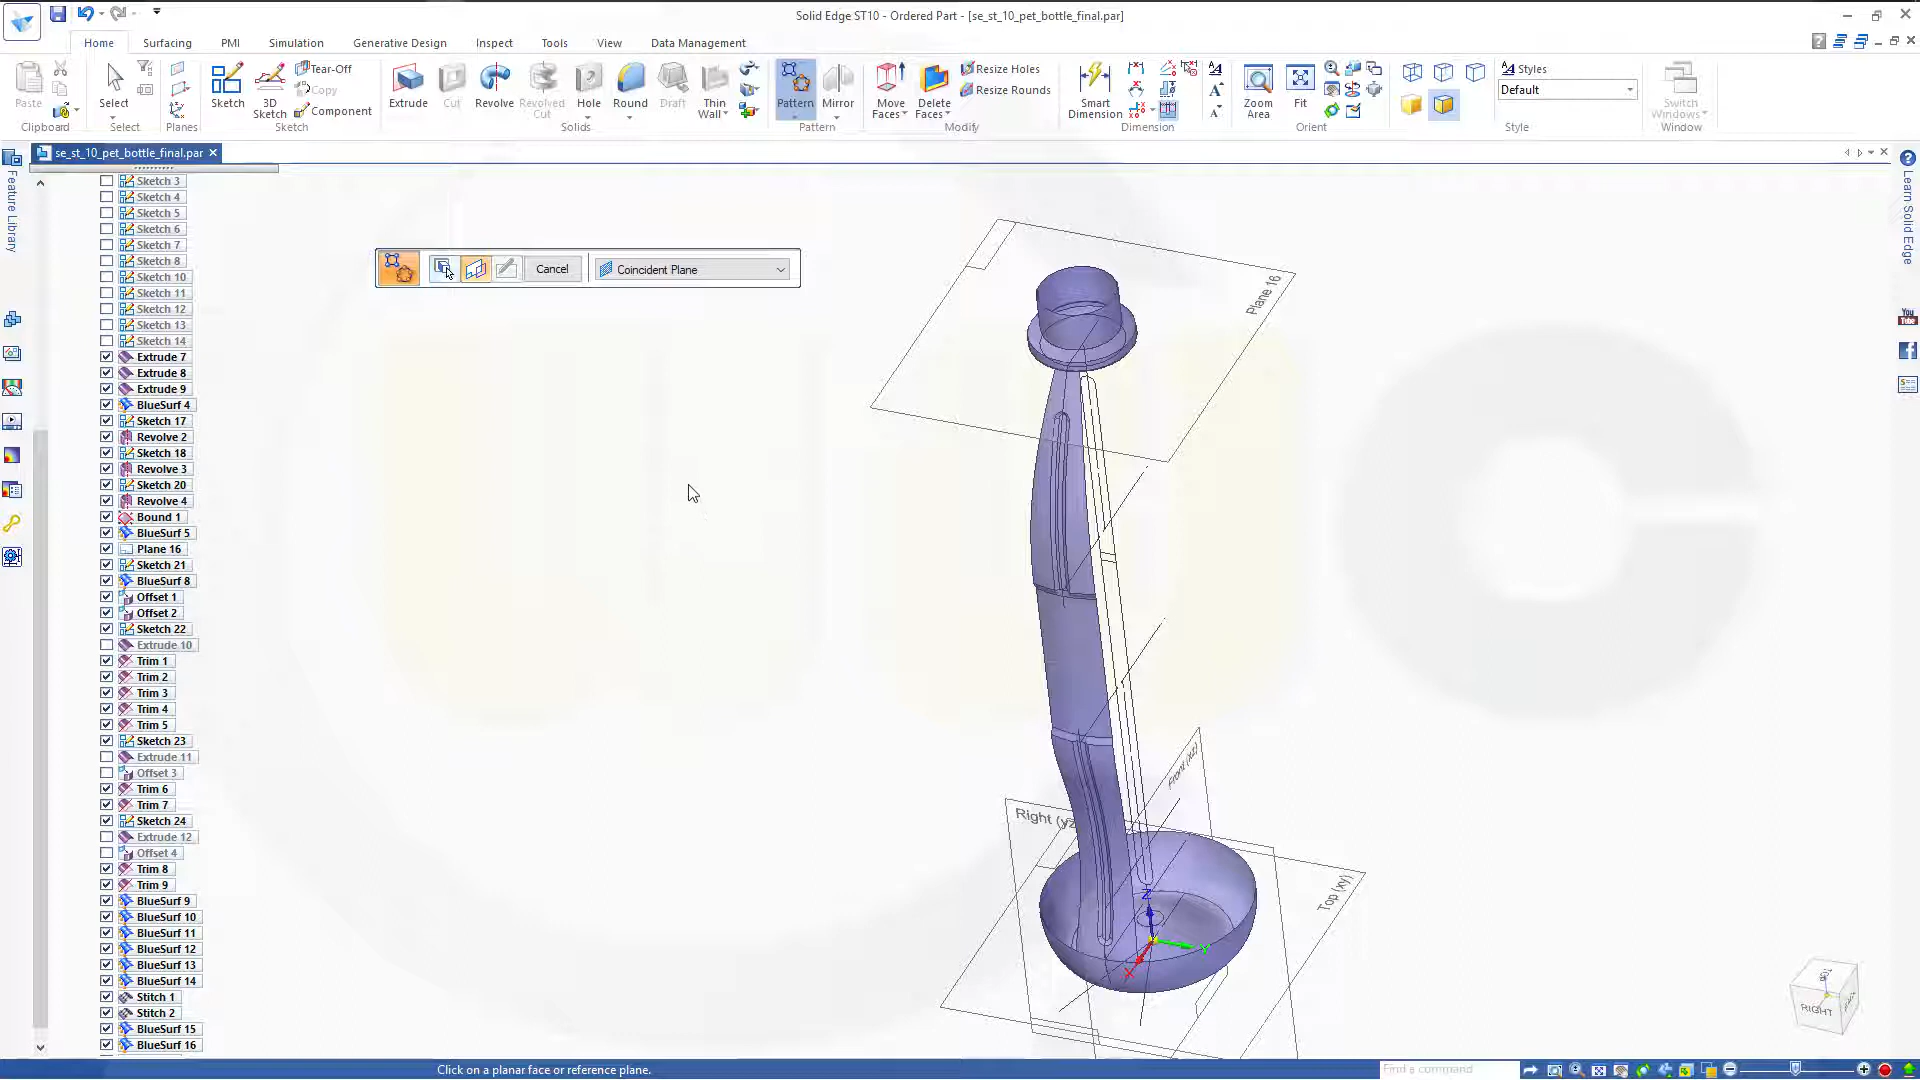 Solid Edge ST10 - Ordered Part - [se_st_10_pet_bottle_final.par]
Home
Surfacing
PMI
Simulation
Generative Design
Inspect
Tools
View
Data Management
Paste
Clipboard
Select
Select
Planes
Sketch
3D Sketch
Tear-Off
Copy
Component
Sketch
Extrude
Cut
Revolve
Revolved Cut
Hole
Round
Draft
Thin Wall
Solids
Pattern
Mirror
Pattern
Move Faces
Delete Faces
Resize Holes
Resize Rounds
Modify
Smart Dimension
Dimension
Zoom Area
Fit
Orient
Styles
Default
Style
Switch Windows
Window
se_st_10_pet_bottle_final.par
Feature Library
Learn Solid Edge
You Tube
Sketch 3
Sketch 4
Sketch 5
Sketch 6
Sketch 7
Sketch 8
Sketch 10
Sketch 11
Sketch 12
Sketch 13
Sketch 14
Extrude 7
Extrude 8
Extrude 9
BlueSurf 4
Sketch 17
Revolve 2
Sketch 18
Revolve 3
Sketch 20
Revolve 4
Bound 1
BlueSurf 5
Plane 16
Sketch 21
BlueSurf 8
Offset 1
Offset 2
Sketch 22
Extrude 10
Trim 1
Trim 2
Trim 3
Trim 4
Trim 5
Sketch 23
Extrude 11
Offset 3
Trim 6
Trim 7
Sketch 24
Extrude 12
Offset 4
Trim 8
Trim 9
BlueSurf 9
BlueSurf 10
BlueSurf 11
BlueSurf 12
BlueSurf 13
BlueSurf 14
Stitch 1
Stitch 2
BlueSurf 15
BlueSurf 16
Cancel
Coincident Plane
Plane 16
Front (xz)
Right (yz
Top (xy)
Z
Y
X
TOP
RIGHT
Click on a planar face or reference plane.
Find a command